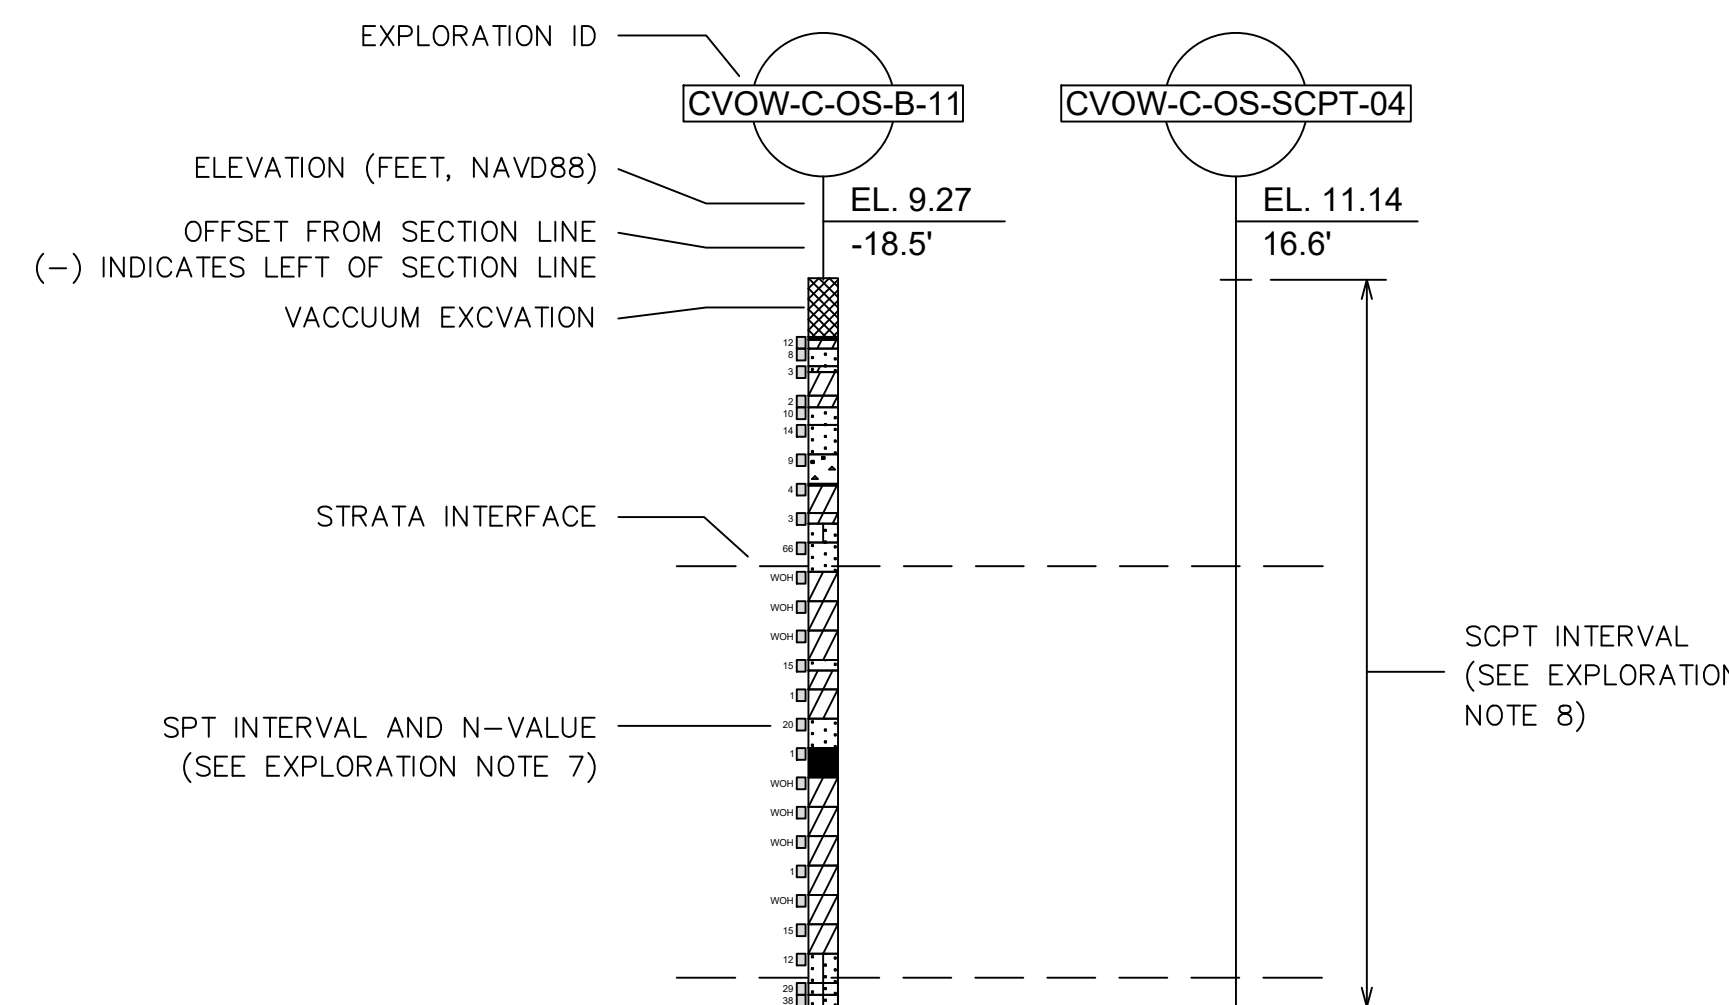 EXPLORATION ID
CVOW-C-OS-B-11
CVOW-C-OS-SCPT-04
ELEVATION (FEET, NAVD88)
EL. 9.27
EL. 11.14
OFFSET FROM SECTION LINE
(-) INDICATES LEFT OF SECTION LINE
-18.5'
16.6'
VACCUUM EXCVATION
12
8
3
2
10
14
9
4
3
STRATA INTERFACE
66
WOH
WOH
WOH
15
1
SCPT INTERVAL
(SEE EXPLORATION
NOTE 8)
SPT INTERVAL AND N-VALUE
(SEE EXPLORATION NOTE 7)
20
1
WOH
WOH
WOH
1
WOH
15
12
29
38